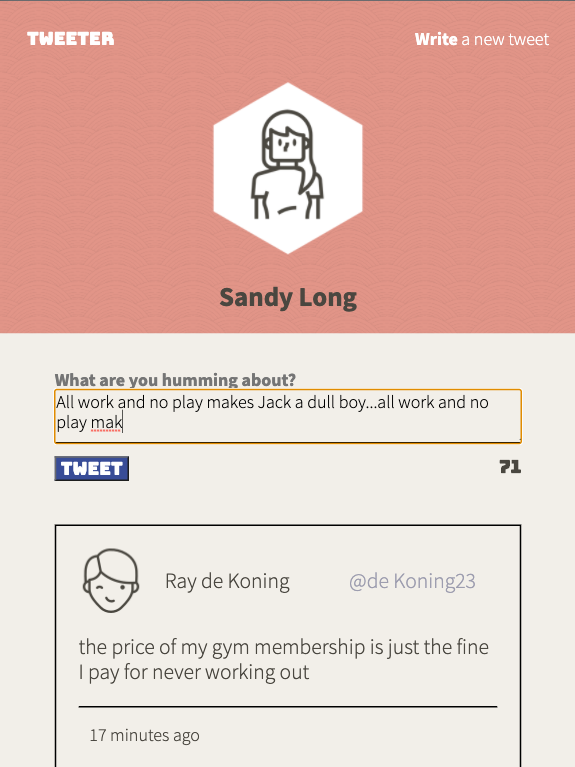 TWEETER
Write a new tweet
Sandy Long
What are you humming about?
All work and no play makes Jack a dull boy...all work and no
play mak
TWEET
71
Ray de Koning
@de Koning23
the price of my gym membership is just the fine
I pay for never working out
17 minutes ago